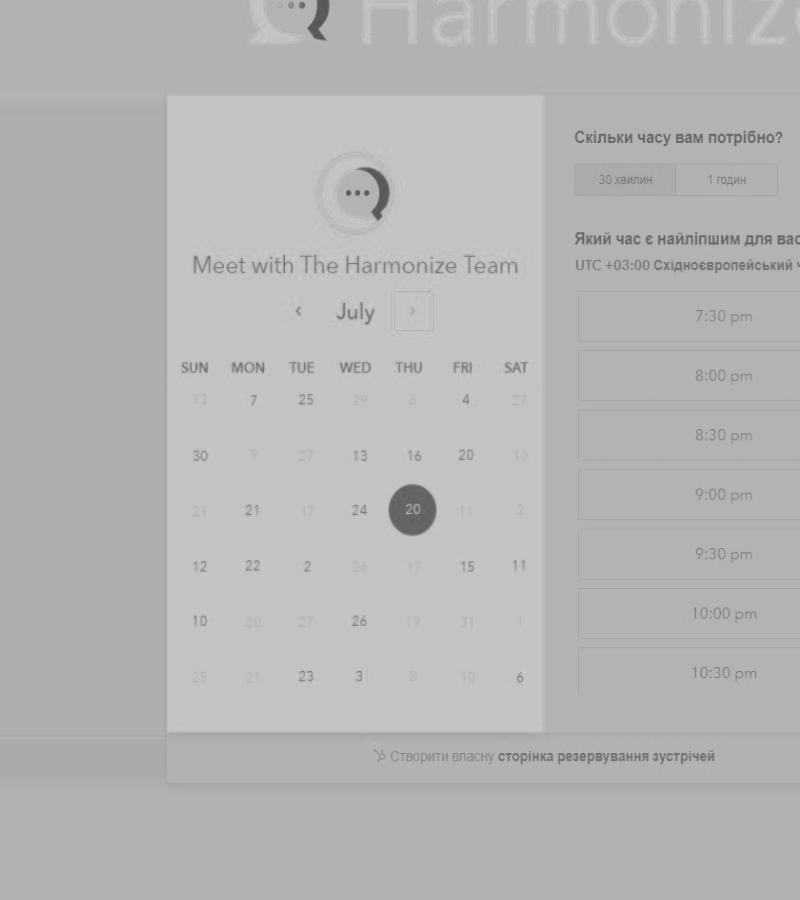 Harmoniz
Meet with The Harmonize Team
July
SUN MON TUE WED THU FRI SAT
13 7 25 29 6 4 27
30 9 27 13 16 20 10
21 21 17 24 20 11 2
12 22 2 26 17 15 11
10 20 27 26 19 31 1
25 21 23 3 8 10 6
Скільки часу вам потрібно?
30 хвилин 1 годин
Який час є найліпшим для вас
UTC +03:00 Східноєвропейський
7:30 pm
8:00 pm
8:30 pm
9:00 pm
9:30 pm
10:00 pm
10:30 pm
Створити власну сторінка резервування зустрічей